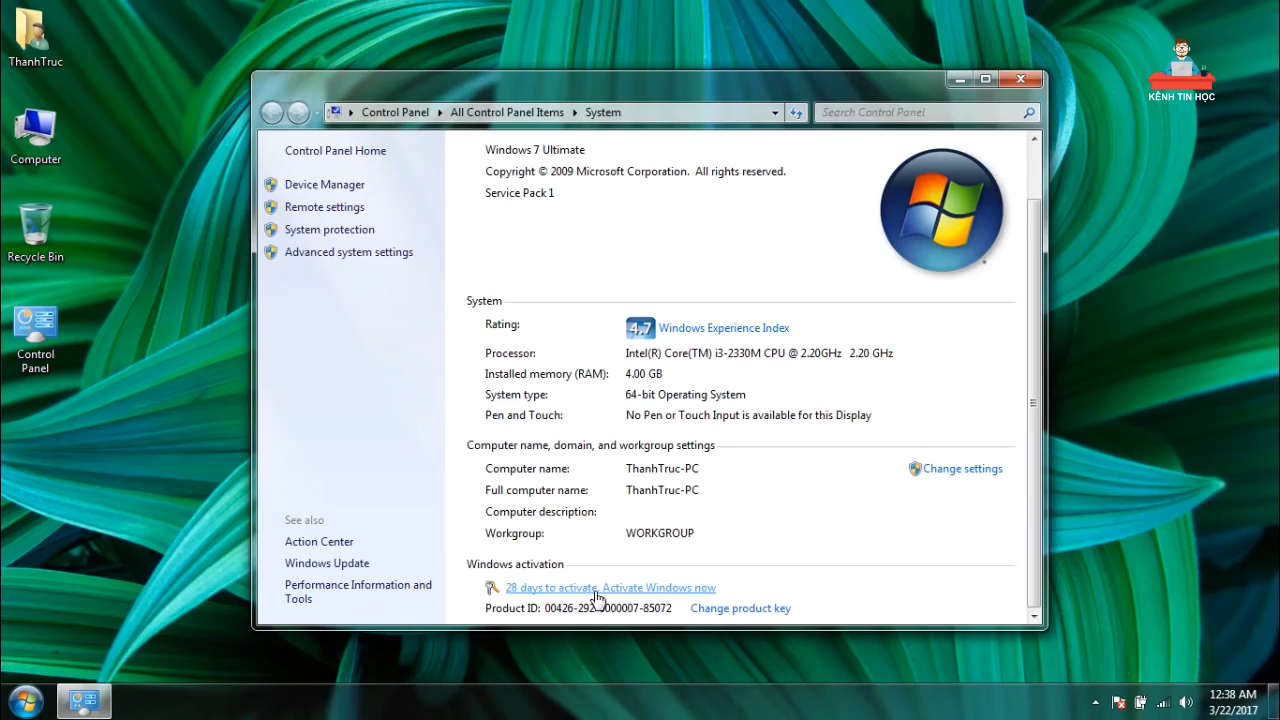 ThanhTruc
Computer
Recycle Bin
Control
Panel
KÊNH TIN HỌC
Control Panel
All Control Panel Items
System
Search Control Panel
Control Panel Home
Device Manager
Remote settings
System protection
Advanced system settings
See also
Action Center
Windows Update
Performance Information and
Tools
Windows 7 Ultimate
Copyright © 2009 Microsoft Corporation. All rights reserved.
Service Pack 1
System
Rating: 4,7 Windows Experience Index
Processor: Intel(R) Core(TM) i3-2330M CPU @ 2.20GHz 2.20 GHz
Installed memory (RAM): 4.00 GB
System type: 64-bit Operating System
Pen and Touch: No Pen or Touch Input is available for this Display
Computer name, domain, and workgroup settings
Computer name: ThanhTruc-PC Change settings
Full computer name: ThanhTruc-PC
Computer description:
Workgroup: WORKGROUP
Windows activation
28 days to activate. Activate Windows now
Product ID: Change product key
12:38 AM
3/22/2017